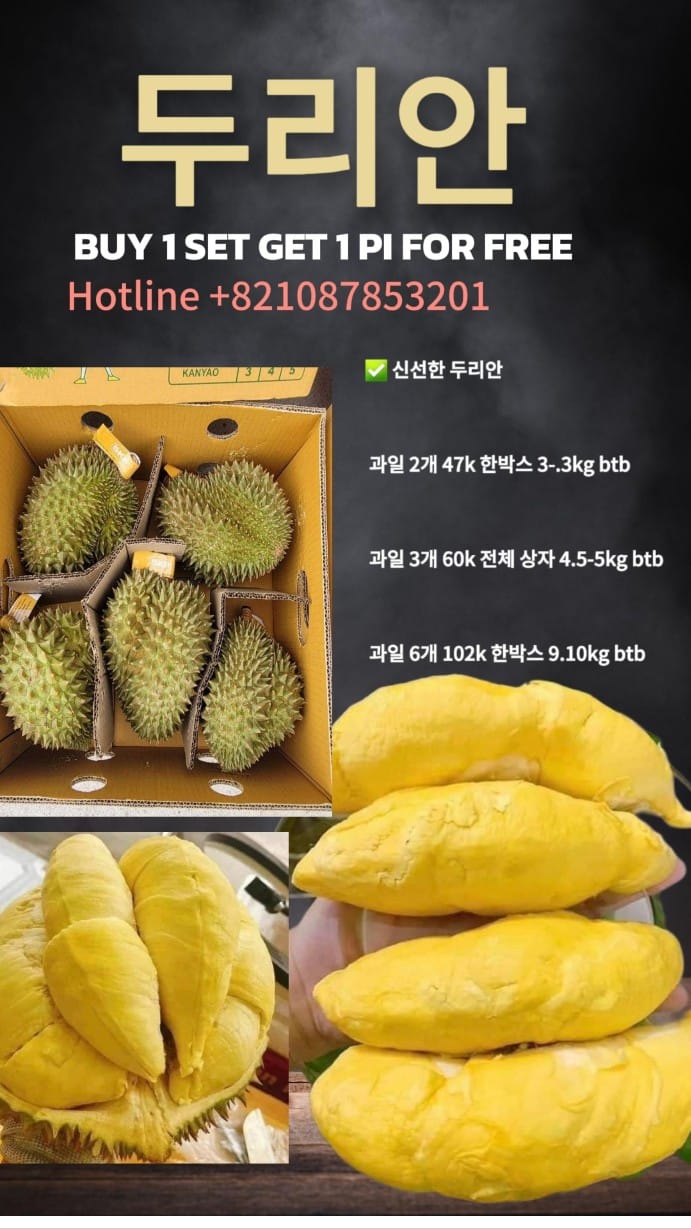 두리안
BUY 1 SET GET 1 PI FOR FREE
Hotline +821087853201
KANYAO 3 4 5
✅ 신선한 두리안
과일 2개 47k 한박스 3-.3kg btb
과일 3개 60k 전체 상자 4.5-5kg btb
과일 6개 102k 한박스 9.10kg btb